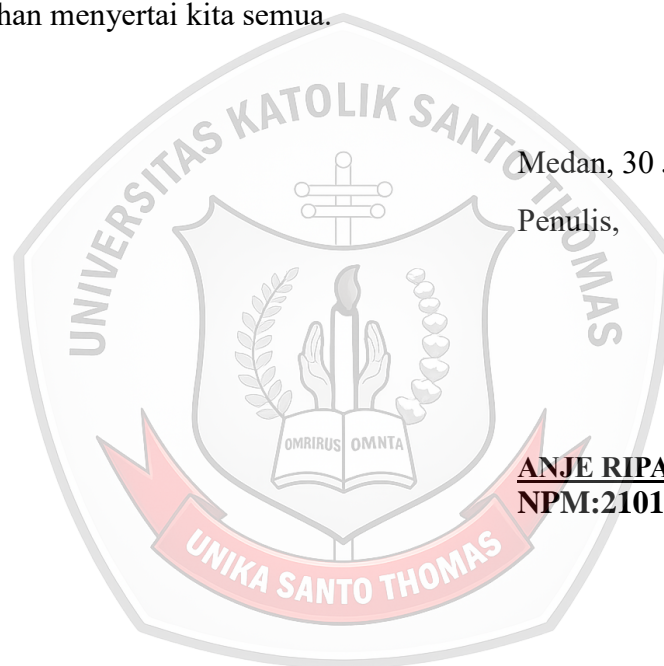 han menyertai kita semua.
UNIVERSITAS KATOLIK SANTO THOMAS
Medan, 30
Penulis,
OMRIRUS OMNTA
ANJE RIPA
NPM:2101
UNIKA SANTO THOMAS